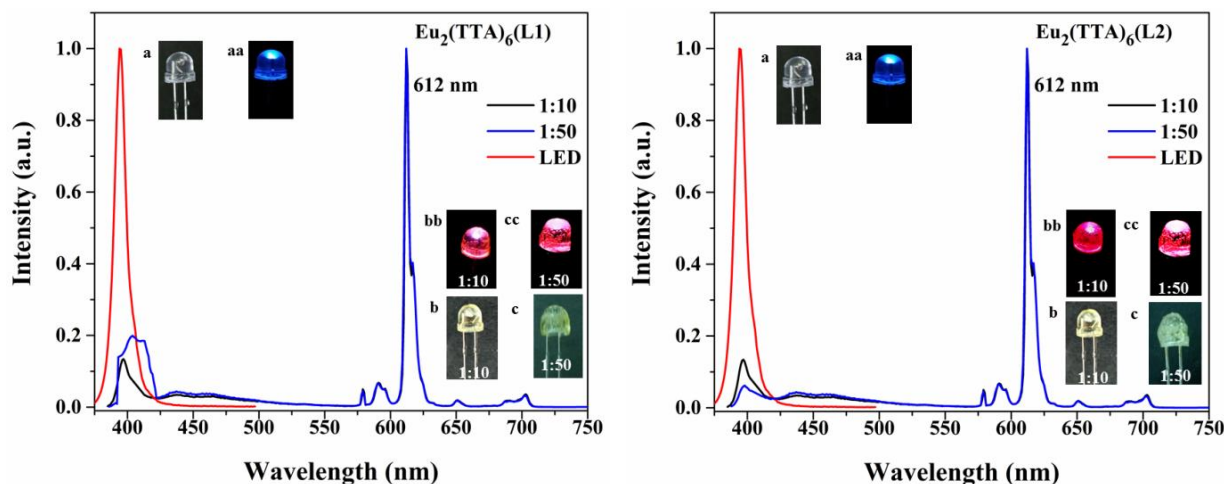 Eu₂(TTA)₆(L1)
a
aa
612 nm
1:10
1:50
LED
bb
cc
1:10
1:50
b
c
1:10
1:50
Intensity (a.u.)
1.0
0.8
0.6
0.4
0.2
0.0
400 450 500 550 600 650 700 750
Wavelength (nm)
Eu₂(TTA)₆(L2)
a
aa
612 nm
1:10
1:50
LED
bb
cc
1:10
1:50
b
c
1:10
1:50
Intensity (a.u.)
1.0
0.8
0.6
0.4
0.2
0.0
400 450 500 550 600 650 700 750
Wavelength (nm)